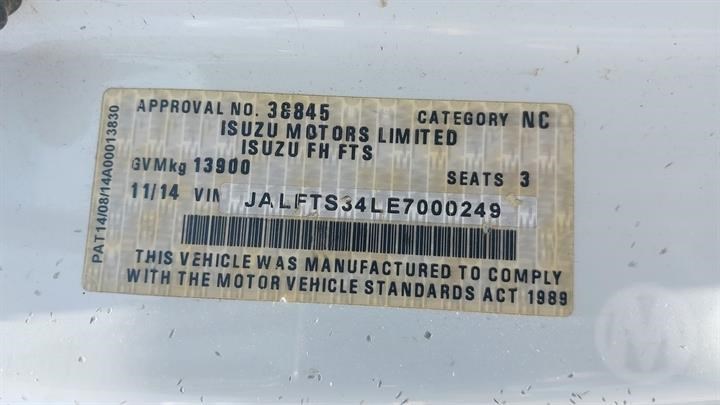 APPROVAL NO. 38845 CATEGORY NC
ISUZU MOTORS LIMITED
ISUZU FH FTS
GVMkg 13900 SEATS 3
11/14 VIN JALFTS34LE7000249
THIS VEHICLE WAS MANUFACTURED TO COMPLY
WITH THE MOTOR VEHICLE STANDARDS ACT 1989
PAT14/08/14A00013830